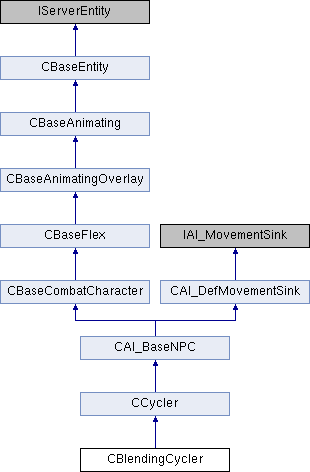 IServerEntity
CBaseEntity
CBaseAnimating
CBaseAnimatingOverlay
CBaseFlex
IAI_MovementSink
CBaseCombatCharacter
CAI_DefMovementSink
CAI_BaseNPC
CCycler
CBlendingCycler